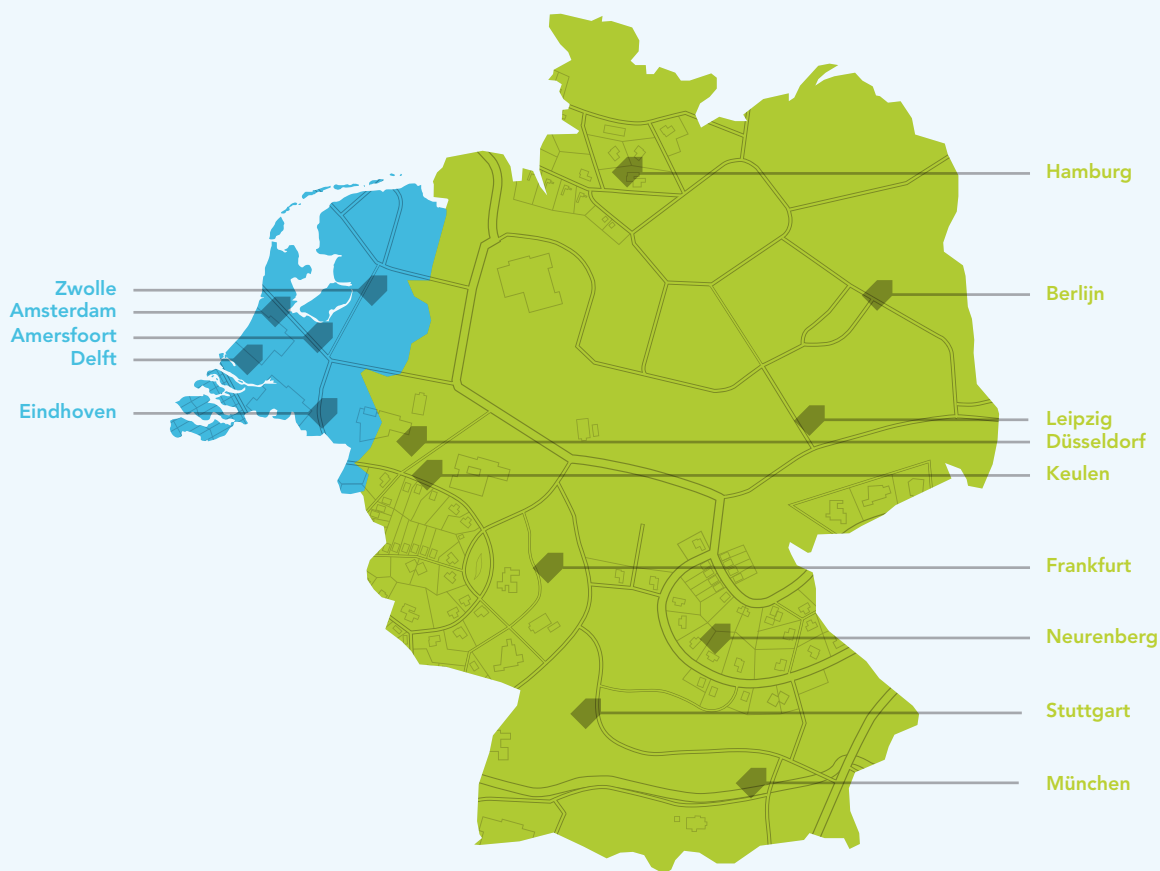 Zwolle
Amsterdam
Amersfoort
Delft
Eindhoven
Hamburg
Berlijn
Leipzig
Düsseldorf
Keulen
Frankfurt
Neurenberg
Stuttgart
München